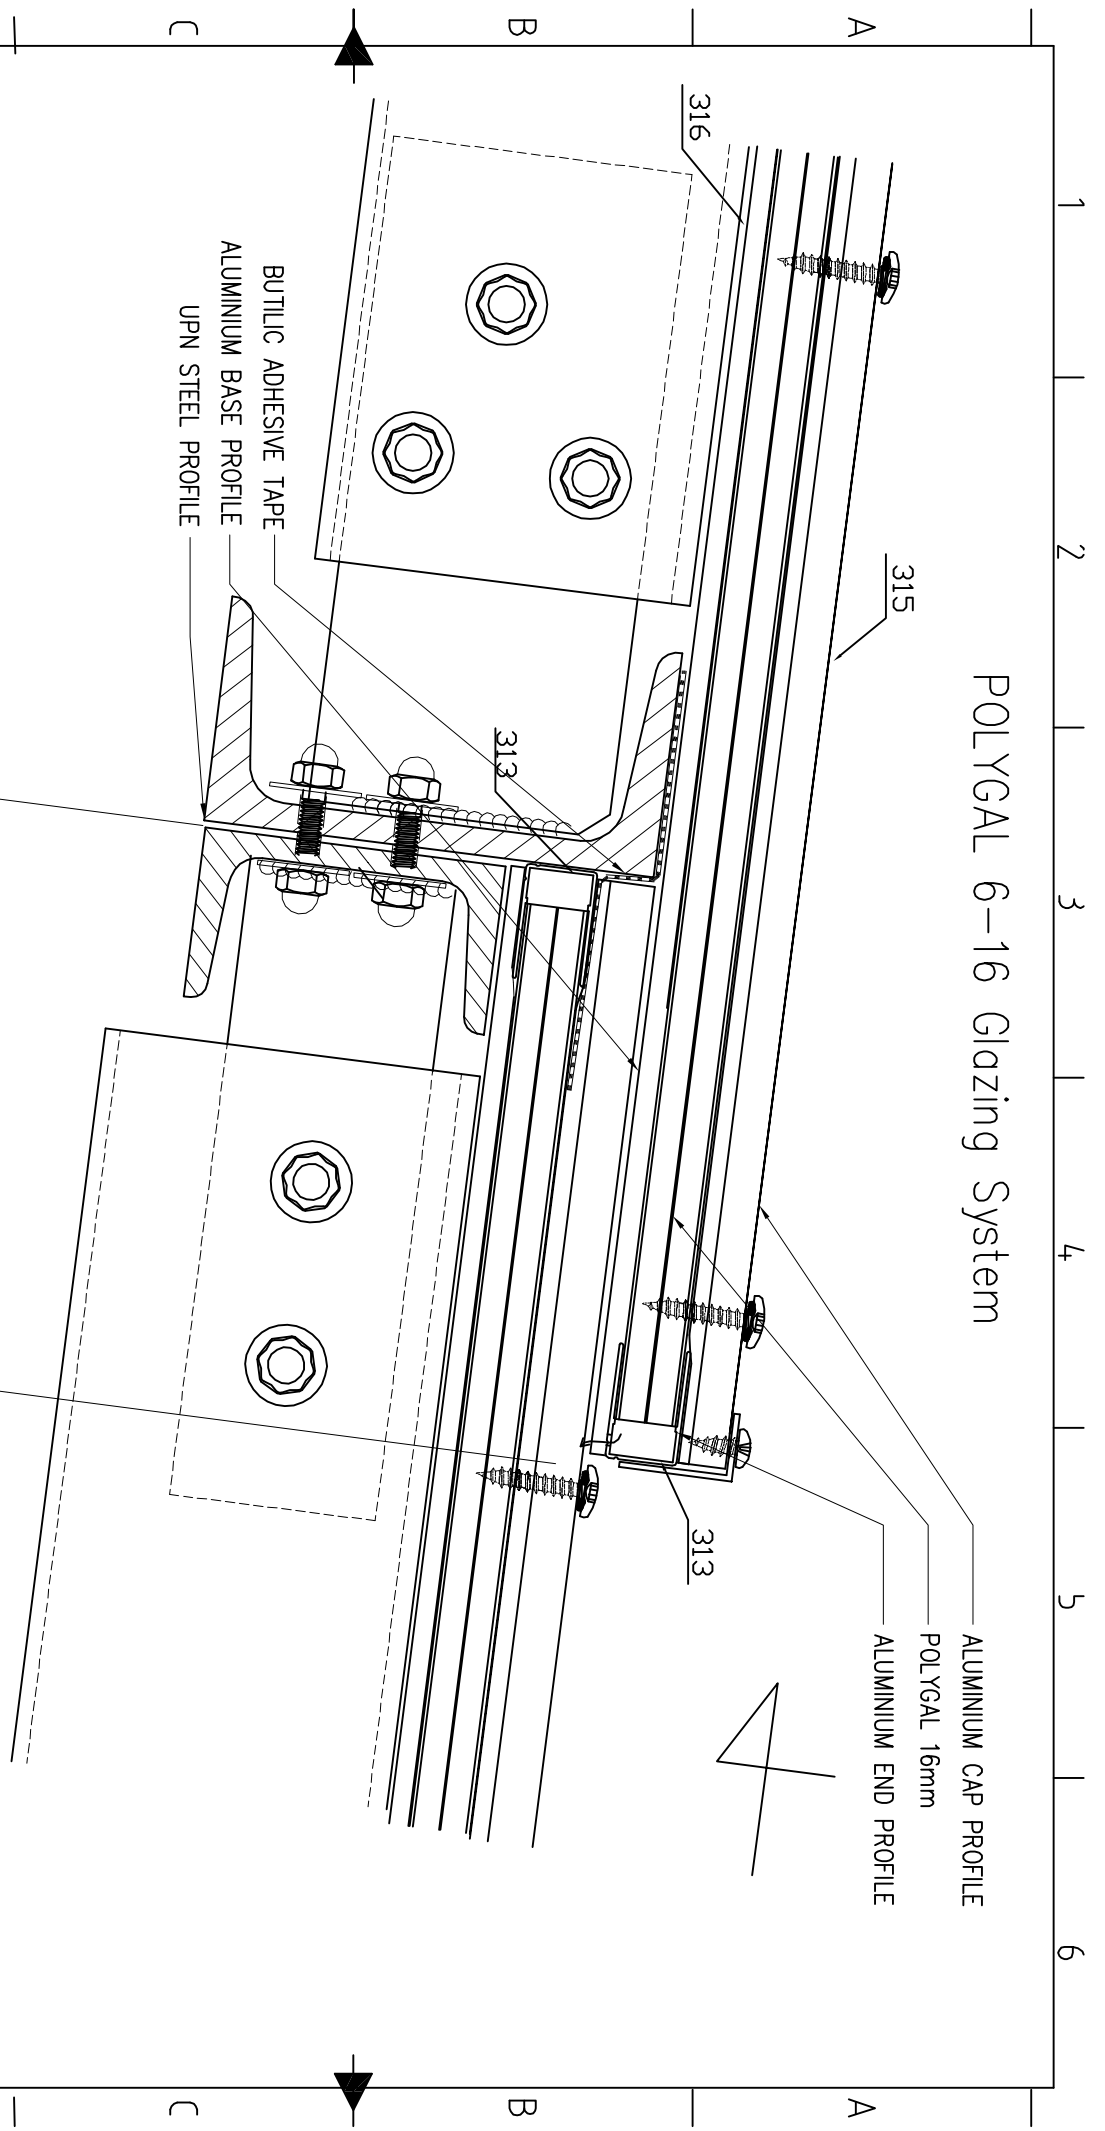 1
2
3
4
5
6
A
B
C
A
B
C
POLYGAL 6-16 Glazing System
316
315
313
313
ALUMINIUM CAP PROFILE
POLYGAL 16mm
ALUMINIUM END PROFILE
BUTILIC ADHESIVE TAPE
ALUMINIUM BASE PROFILE
UPN STEEL PROFILE